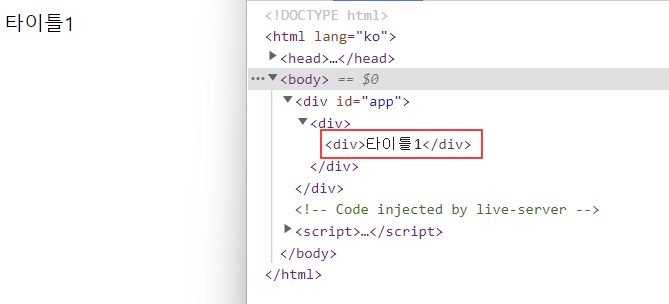 타이틀1
<!DOCTYPE html>
<html lang="ko">
<head>…</head>
<body> == $0
<div id="app">
<div>
<div>타이틀1</div>
</div>
</div>
<!-- Code injected by live-server -->
<script>…</script>
</body>
</html>